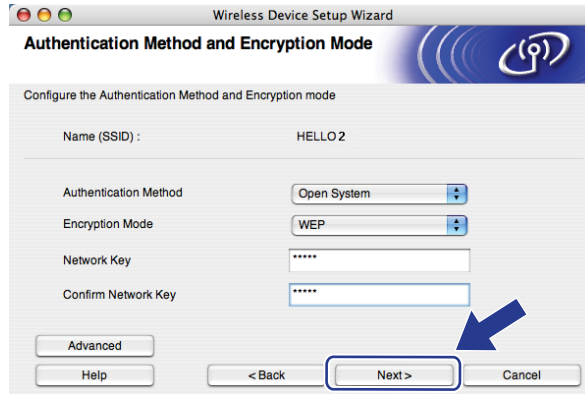 Wireless Device Setup Wizard
Authentication Method and Encryption Mode
Configure the Authentication Method and Encryption mode
Name (SSID) : HELLO2
Authentication Method Open System
Encryption Mode WEP
Network Key *****
Confirm Network Key *****
Advanced
Help < Back Next > Cancel